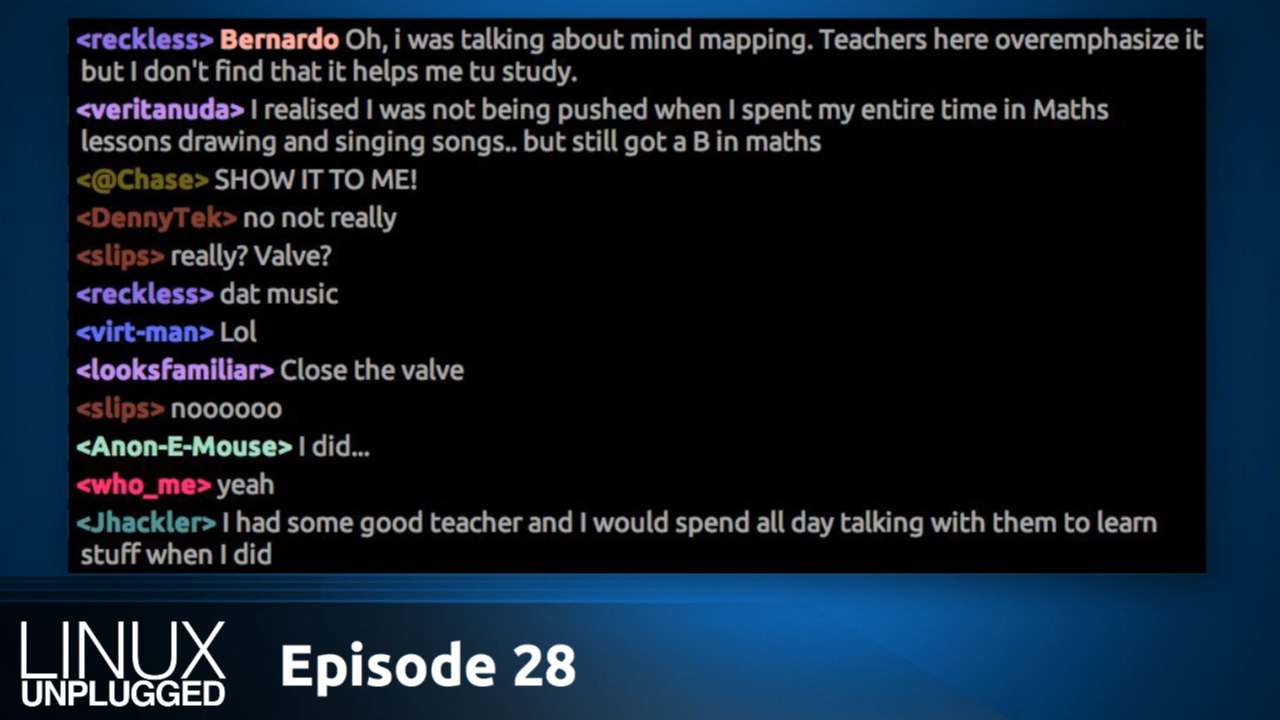 <reckless> Bernardo Oh, i was talking about mind mapping. Teachers here overemphasize it
but I don't find that it helps me tu study.
<veritanuda> I realised I was not being pushed when I spent my entire time in Maths
lessons drawing and singing songs.. but still got a B in maths
<@Chase> SHOW IT TO ME!
<DennyTek> no not really
<slips> really? Valve?
<reckless> dat music
<virt-man> Lol
<looksfamiliar> Close the valve
<slips> noooooo
<Anon-E-Mouse> I did...
<who_me> yeah
<Jhackler> I had some good teacher and I would spend all day talking with them to learn
stuff when I did
LINUX
UNPLUGGED
Episode 28